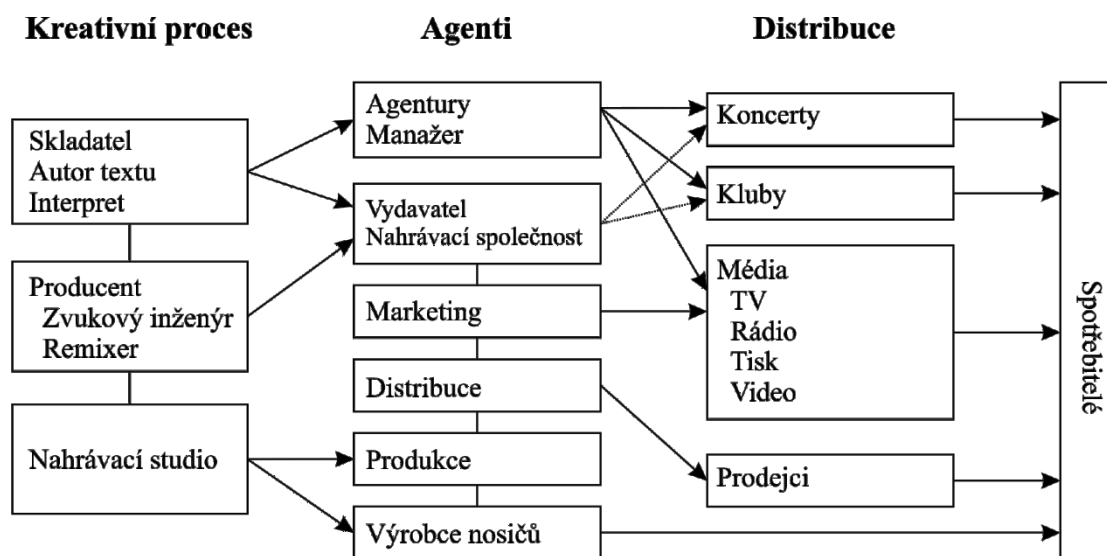 Kreativní proces
Agenti
Distribuce
Skladatel
Autor textu
Interpret
Producent
Zvukový inženýr
Remixer
Nahrávací studio
Agentury
Manažer
Vydavatel
Nahrávací společnost
Marketing
Distribuce
Produkce
Výrobce nosičů
Koncerty
Kluby
Média
TV
Rádio
Tisk
Video
Prodejci
Spotřebitelé